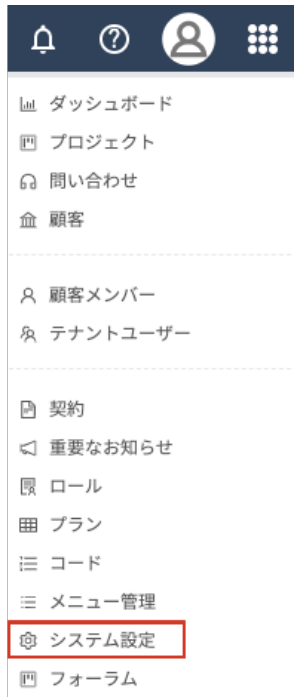 ダッシュボード
プロジェクト
問い合わせ
顧客
顧客メンバー
テナントユーザー
契約
重要なお知らせ
ロール
プラン
コード
メニュー管理
システム設定
フォーラム